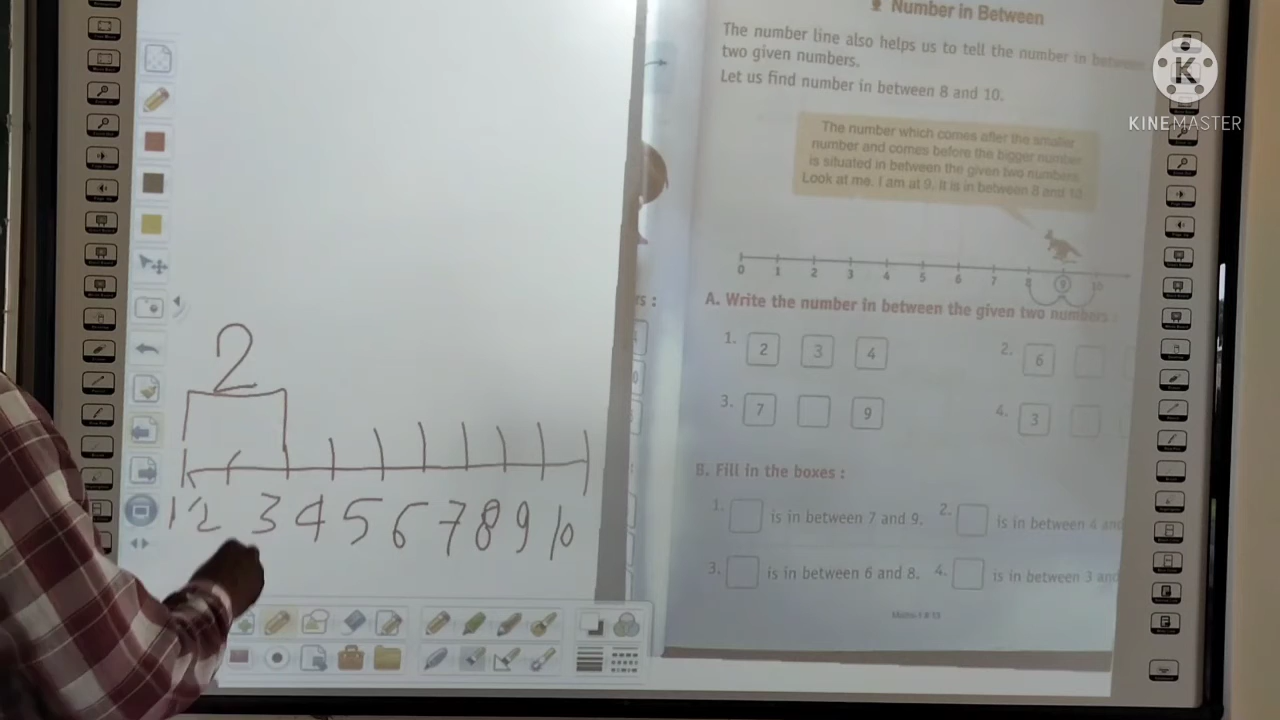 2
1 2 3 4 5 6 7 8 9 10
Number in Between
The number line also helps us to tell the number in between
two given numbers.
Let us find number in between 8 and 10.
The number which comes after the smaller
number and comes before the bigger number
is situated in between the given two numbers.
Look at me. I am at 9. It is in between 8 and 10
0 1 2 3 4 5 6 7 8 9 10
rs :
A. Write the number in between the given two numbers :
1. 2 3 4 2. 6
3. 7 9 4. 3
B. Fill in the boxes :
1. is in between 7 and 9. 2. is in between 4 and
3. is in between 6 and 8. 4. is in between 3 and
K
KINEMASTER